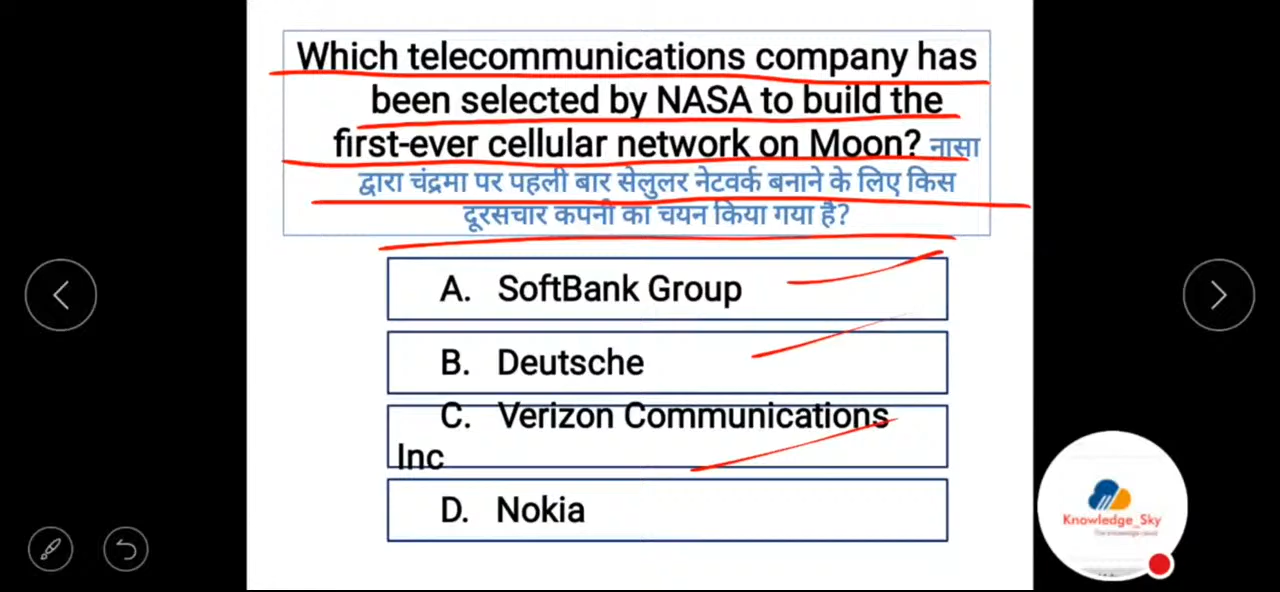 Which telecommunications company has
been selected by NASA to build the
first-ever cellular network on Moon? नासा
द्वारा चंद्रमा पर पहली बार सेलुलर नेटवर्क बनाने के लिए किस
दूरसचार कपनी का चयन किया गया है?
A. SoftBank Group
B. Deutsche
C. Verizon Communications
Inc
D. Nokia
Knowledge_Sky